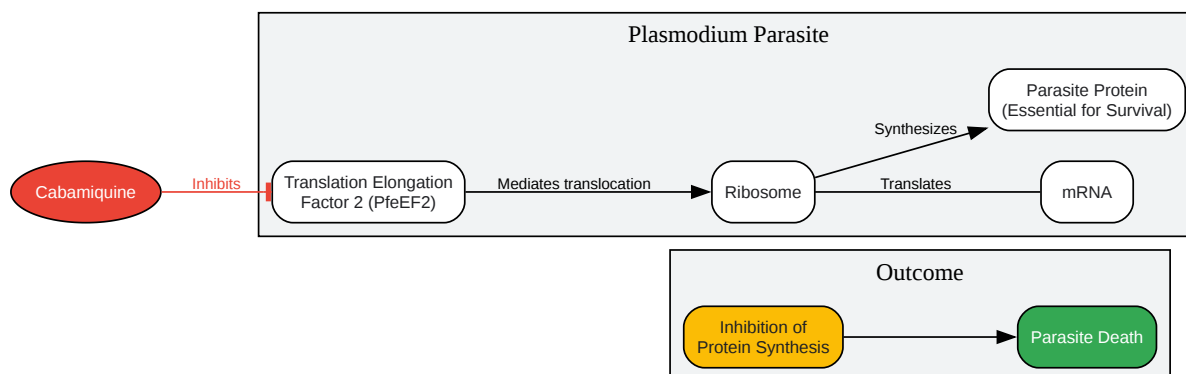 Plasmodium Parasite
Parasite Protein
(Essential for Survival)
Synthesizes
Cabamiquine
Inhibits
Translation Elongation
Factor 2 (PfeEF2)
Mediates translocation
Ribosome
Translates
mRNA
Outcome
Inhibition of
Protein Synthesis
Parasite Death